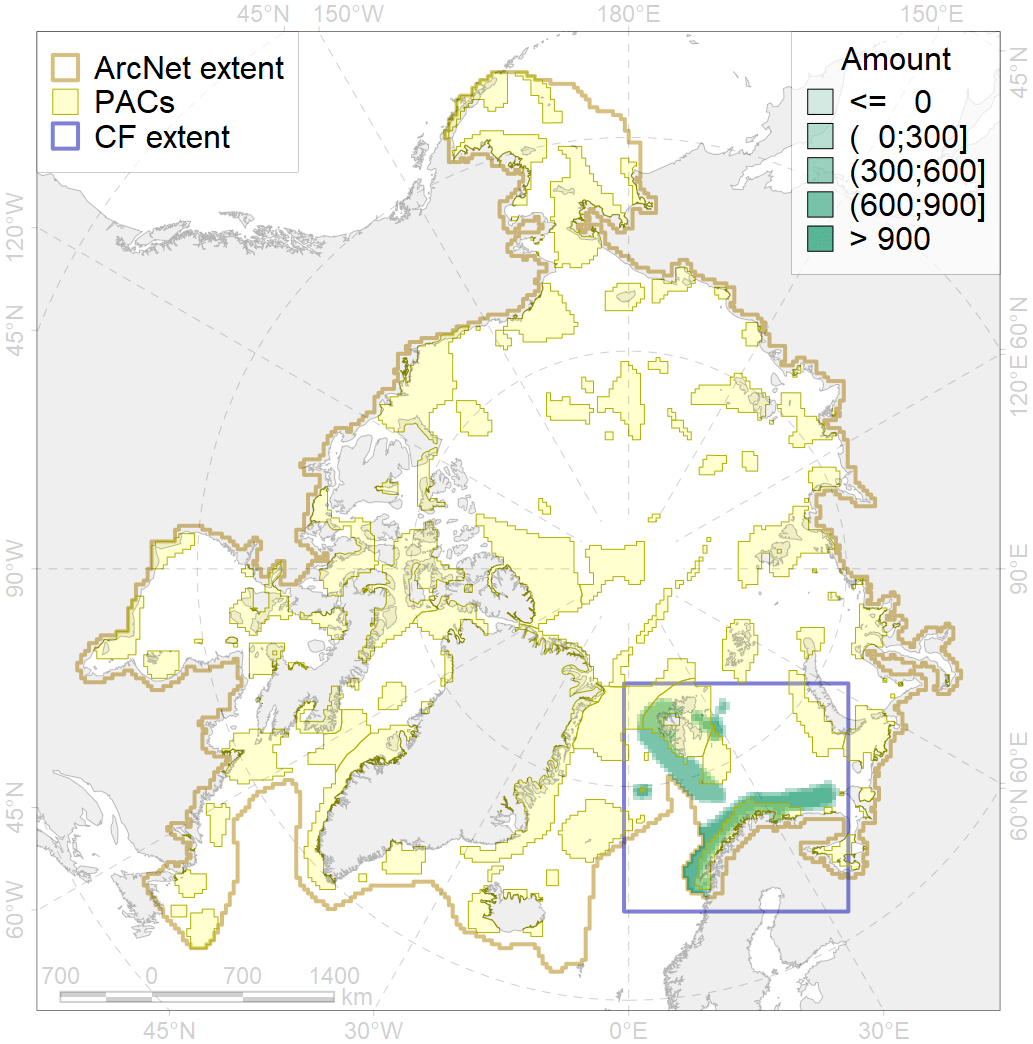 45°N 150°W 180°E 150°E
ArcNet extent
PACs
CF extent
Amount
<= 0
( 0;300]
(300;600]
(600;900]
> 900
45°N
120°W
60°N
45°N
120°E
90°W
90°E
60°E
45°N
60°N
60°W
700 0 700 1400
km
45°N 30°W 0°E 30°E